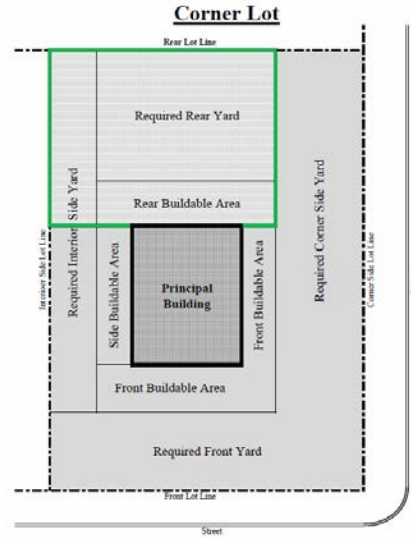 Corner Lot
Rear Lot Line
Required Rear Yard
Rear Buildable Area
Interior Side Lot Line
Required Interior Side Yard
Side Buildable Area
Principal
Building
Front Buildable Area
Required Corner Side Yard
Corner Side Lot Line
Front Buildable Area
Required Front Yard
Front Lot Line
Street